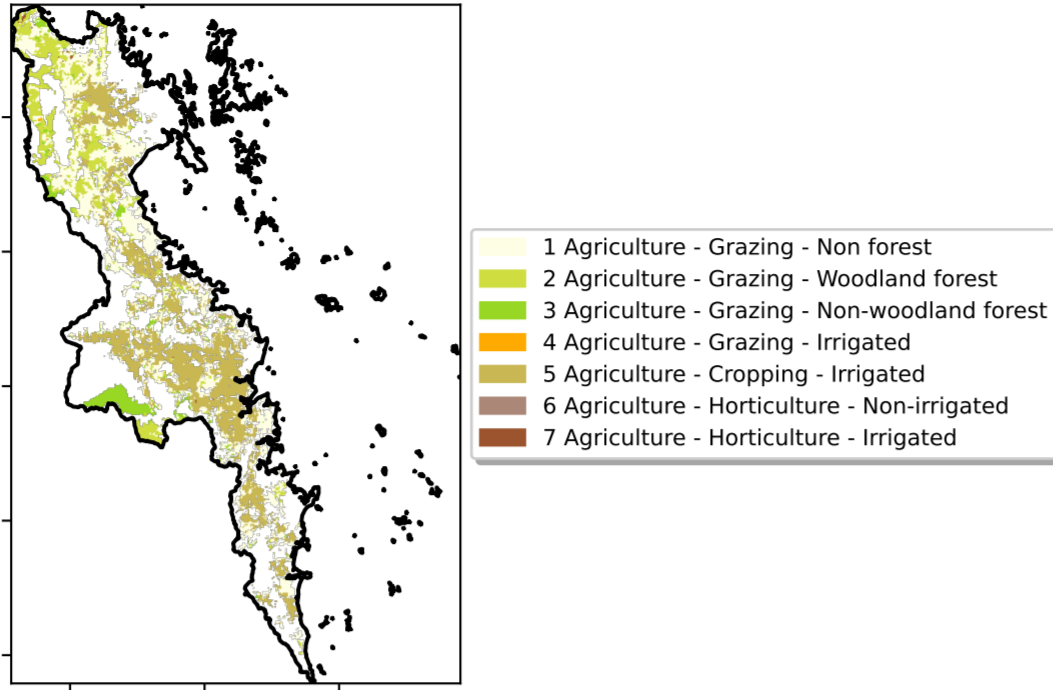 1 Agriculture - Grazing - Non forest
2 Agriculture - Grazing - Woodland forest
3 Agriculture - Grazing - Non-woodland forest
4 Agriculture - Grazing - Irrigated
5 Agriculture - Cropping - Irrigated
6 Agriculture - Horticulture - Non-irrigated
7 Agriculture - Horticulture - Irrigated